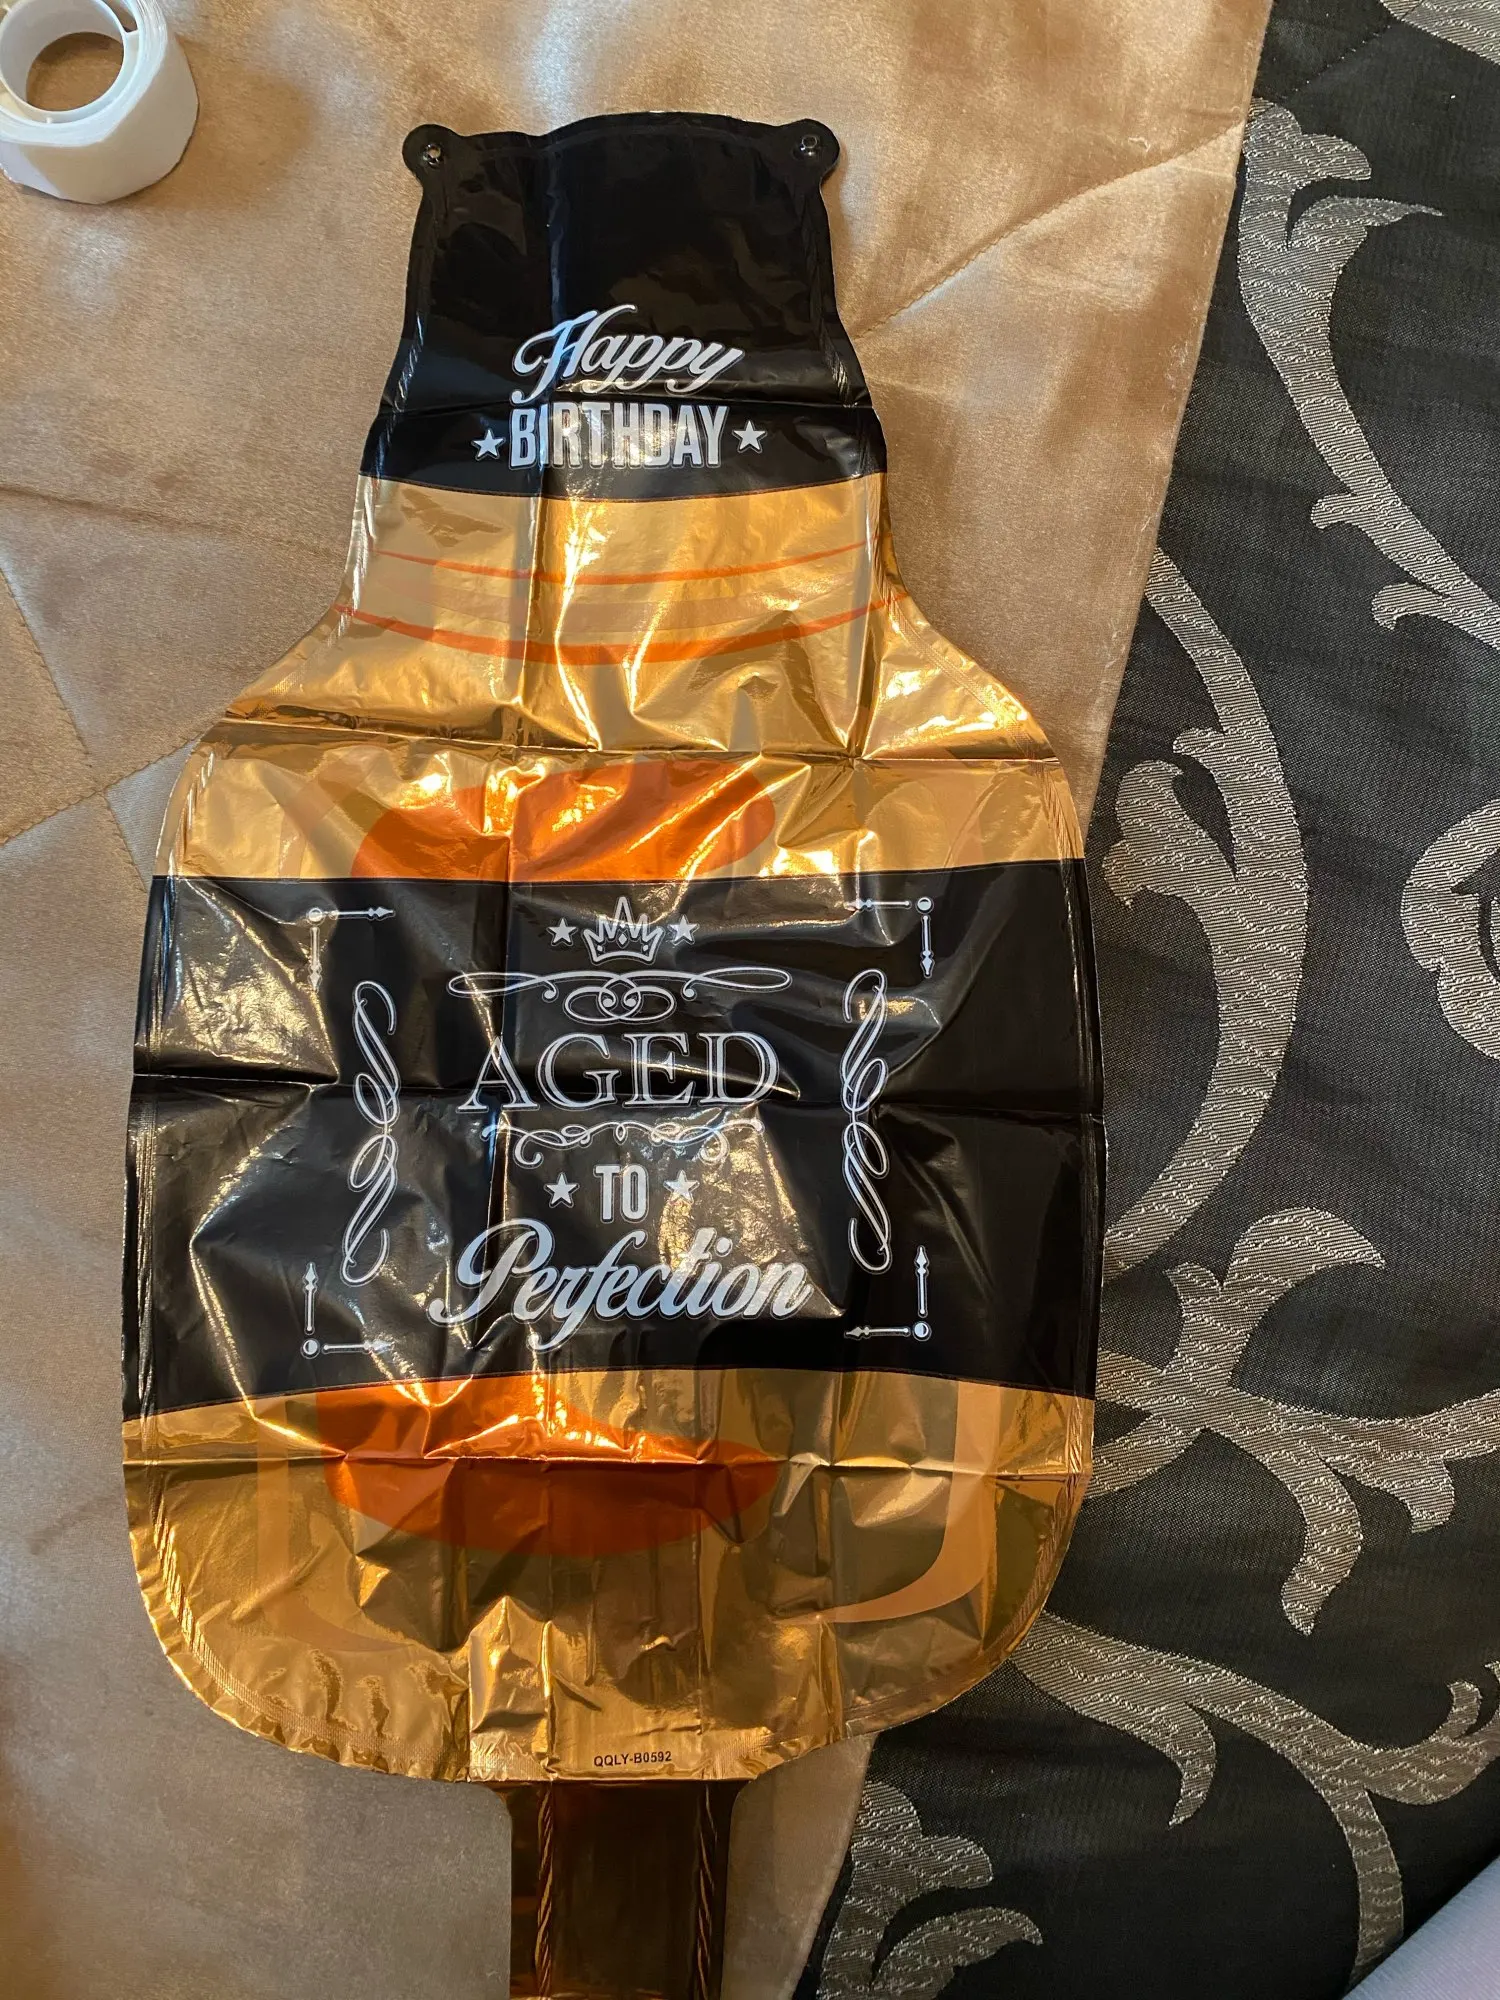 Happy
BIRTHDAY
AGED
TO
Perfection
QQLY-B0592